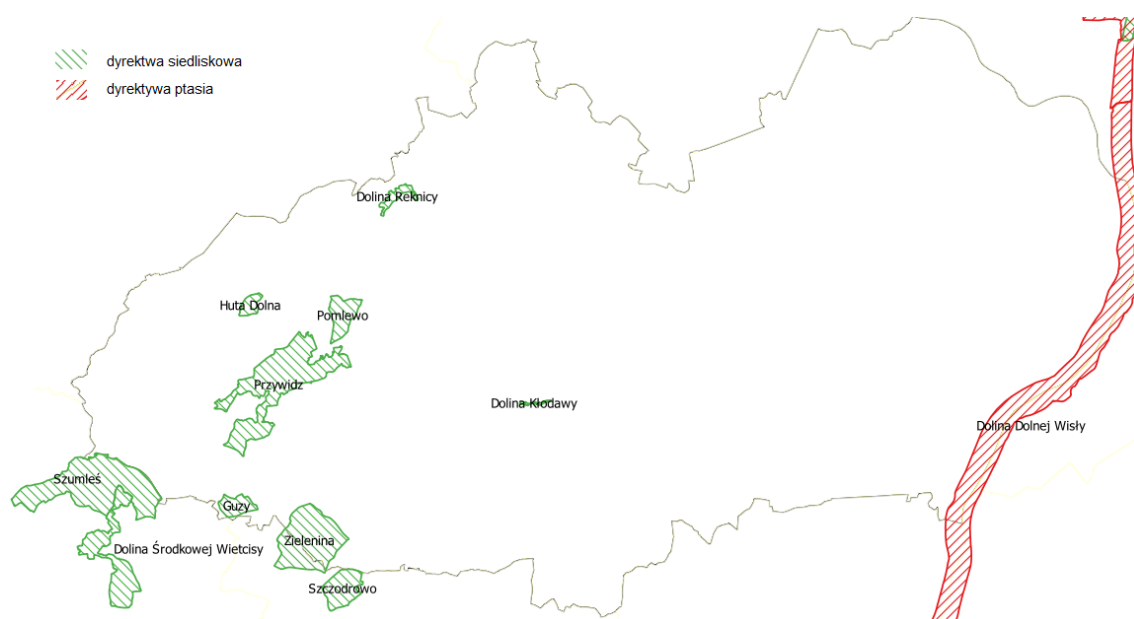 dyrektwa siedliskowa
dyrektywa ptasia
Dolina Reknicy
Huta Dolna
Pomlewo
Przywidz
Dolina Kłodawy
Dolina Dolnej Wisły
Szumleś
Guzy
Zielenina
Dolina Środkowej Wietcisy
Szczodrowo